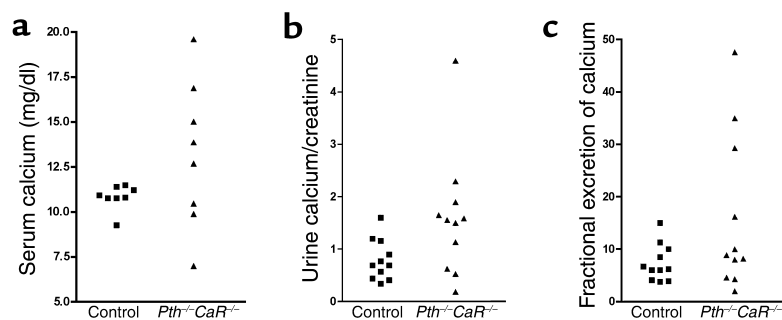 a
Serum calcium (mg/dl)
20.0
17.5
15.0
12.5
10.0
7.5
5.0
Control
Pth–/–CaR–/–
b
Urine calcium/creatinine
5
4
3
2
1
0
Control
Pth–/–CaR–/–
c
Fractional excretion of calcium
50
40
30
20
10
0
Control
Pth–/–CaR–/–